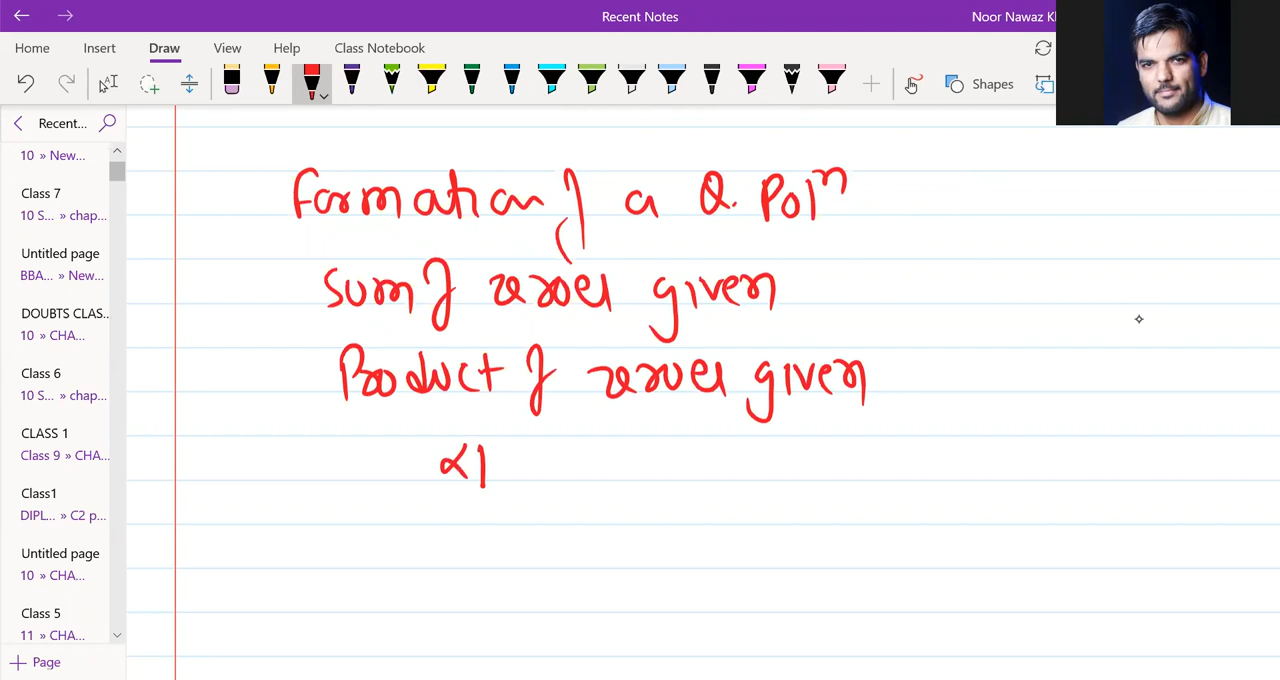 Recent Notes
Noor Nawaz Kh
Home Insert Draw View Help Class Notebook
Shapes
Recent...
10 » New...
Class 7
10 S... » chap...
Untitled page
BBA... » New...
DOUBTS CLAS..
10 » CHA...
Class 6
10 S... » chap...
CLASS 1
Class 9 » CHA...
Class1
DIPL... » C2 p...
Untitled page
10 » CHA...
Class 5
11 » CHA...
Page
Formation of a Q. Polⁿ
Sum of zeroes given
Product of zeroes given
α